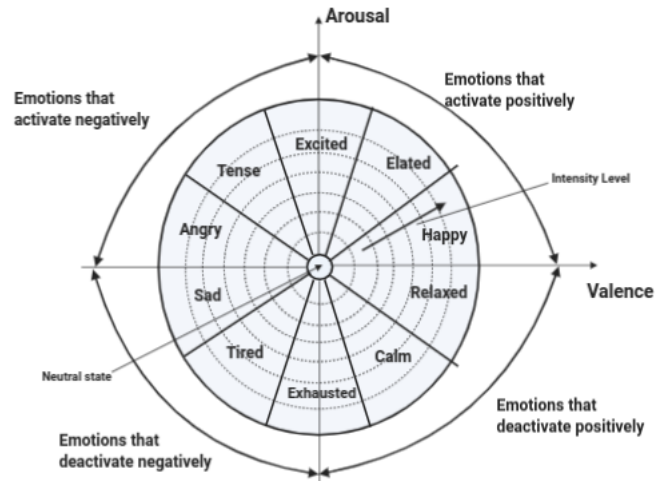 Arousal
Emotions that
activate negatively
Emotions that
activate positively
Excited
Tense
Elated
Intensity Level
Angry
Happy
Sad
Relaxed
Valence
Tired
Calm
Neutral state
Exhausted
Emotions that
deactivate positively
Emotions that
deactivate negatively